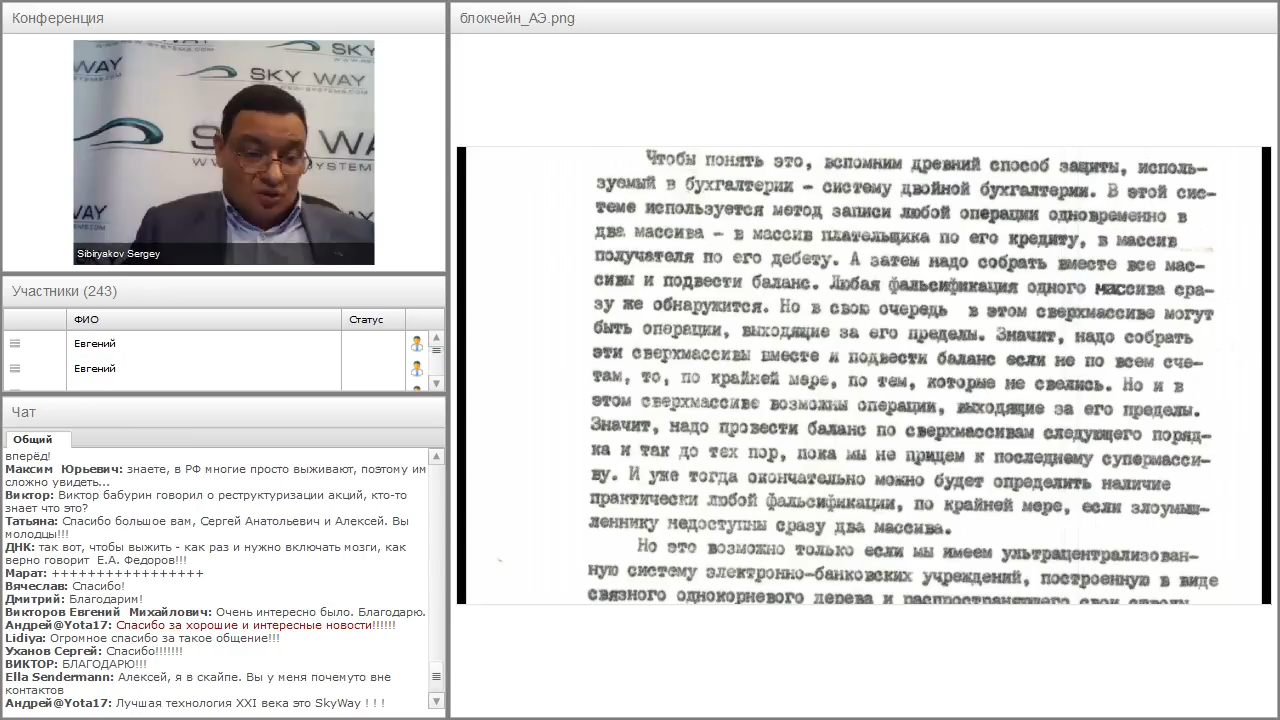 Конференция
SKY
WWW.
-SYSTEMS.COM
WAY
SKY WAY
S
WAY
Sibiryakov Sergey
Участники (243)
ФИО
Статус
Евгений
Евгений
Чат
Общий
вперёд!
Максим Юрьевич: знаете, в РФ многие просто выживают, поэтому им
сложно увидеть...
Виктор: Виктор бабурин говорил о реструктуризации акций, кто-то
знает что это?
Татьяна: Спасибо большое вам, Сергей Анатольевич и Алексей. Вы
молодцы!!!
ДНК: так вот, чтобы выжить - как раз и нужно включать мозги, как
верно говорит Е.А. Федоров!!!
Марат: +++++++++++++++++
Вячеслав: Спасибо!
Дмитрий: Благодарим!
Викторов Евгений Михайлович: Очень интересно было. Благодарю.
Андрей@Yota17: Спасибо за хорошие и интересные новости!!!!!!
Lidiya: Огромное спасибо за такое общение!!!
Уханов Сергей: Спасибо!!!!!!!
ВИКТОР: БЛАГОДАРЮ!!!
Ella Sendermann: Алексей, я в скайпе. Вы у меня почемуто вне
контактов
Андрей@Yota17: Лучшая технология XXI века это SkyWay ! ! !
блокчейн_АЭ.png
Чтобы понять это, вспомним древний способ защиты, исполь-
зуемый в бухгалтерии - систему двойной бухгалтерии. В этой сис-
теме используется метод записи любой операции одновременно в
два массива - в массив плательщика по его кредиту, в массив
получателя по его дебету. А затем надо собрать вместе все мас-
сивы и подвести баланс. Любая фальсификация одного массива сра-
зу же обнаружится. Но в свою очередь в этом сверхмассиве могут
быть операции, выходящие за его пределы. Значит, надо собрать
эти сверхмассивы вместе и подвести баланс если не по всем сче-
там, то, по крайней мере, по тем, которые не свелись. Но и в
этом сверхмассиве возможны операции, выходящие за его пределы.
Значит, надо провести баланс по сверхмассивам следующего поряд-
ка и так до тех пор, пока мы не прицем к последнему супермасси-
ву. И уже тогда окончательно можно будет определить наличие
практически любой фальсификации, по крайней мере, если злоумыш-
леннику недоступны сразу два массива.
Но это возможно только если мы имеем ультрацентрализован-
ную систему электронно-банковских учреждений, построенную в виде
связного однокорневого дерева и распространяющего свои